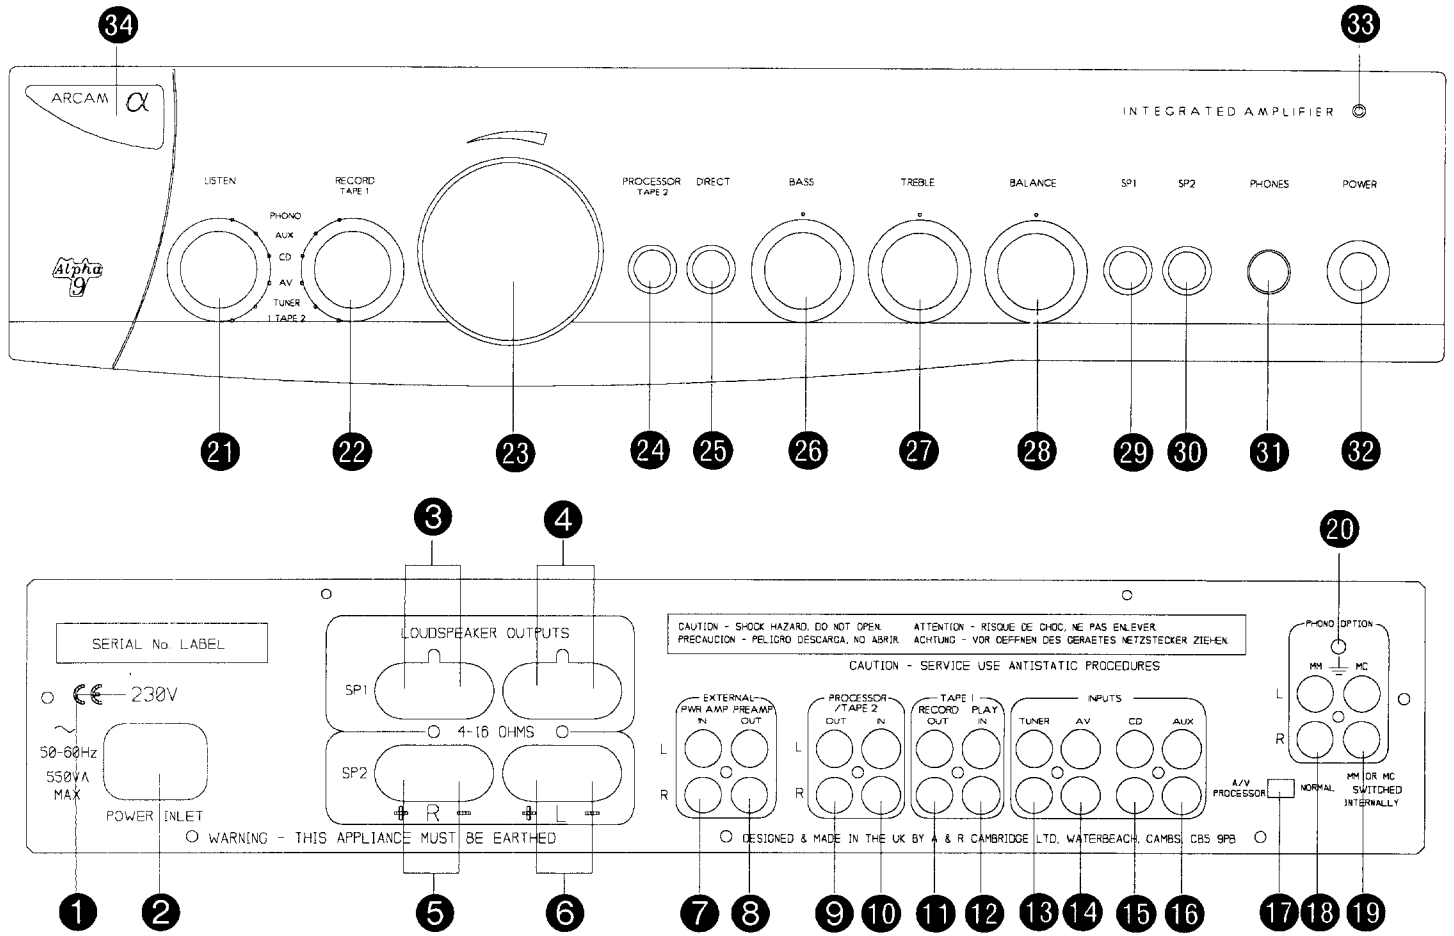 34
33
ARCAM α
INTEGRATED AMPLIFIER
LISTEN
RECORD
TAPE 1
PROCESSOR
TAPE 2
DIRECT
BASS
TREBLE
BALANCE
SP1
SP2
PHONES
POWER
PHONO
AUX
CD
AV
TUNER
1 TAPE 2
Alpha
9
21
22
23
24
25
26
27
28
29
30
31
32
3
4
20
SERIAL No. LABEL
230V
~
50-60Hz
550VA
MAX
POWER INLET
LOUDSPEAKER OUTPUTS
SP1
4-16 OHMS
SP2
+ R - + L -
WARNING - THIS APPLIANCE MUST BE EARTHED
CAUTION - SHOCK HAZARD, DO NOT OPEN. ATTENTION - RISQUE DE CHOC, NE PAS ENLEVER.
PRECAUCION - PELIGRO DESCARGA, NO ABRIR. ACHTUNG - VOR OEFFNEN DES GERAETES NETZSTECKER ZIEHEN.
CAUTION - SERVICE USE ANTISTATIC PROCEDURES
EXTERNAL
PWR AMP PREAMP
IN OUT
L
R
PROCESSOR
/TAPE 2
OUT IN
L
R
TAPE 1
RECORD PLAY
OUT IN
INPUTS
TUNER AV CD AUX
PHONO OPTION
MM MC
L
R
A/V
PROCESSOR
NORMAL
MM OR MC
SWITCHED
INTERNALLY
DESIGNED & MADE IN THE UK BY A & R CAMBRIDGE LTD, WATERBEACH, CAMBS, CB5 9PB
1
2
5
6
7
8
9
10
11
12
13
14
15
16
17
18
19